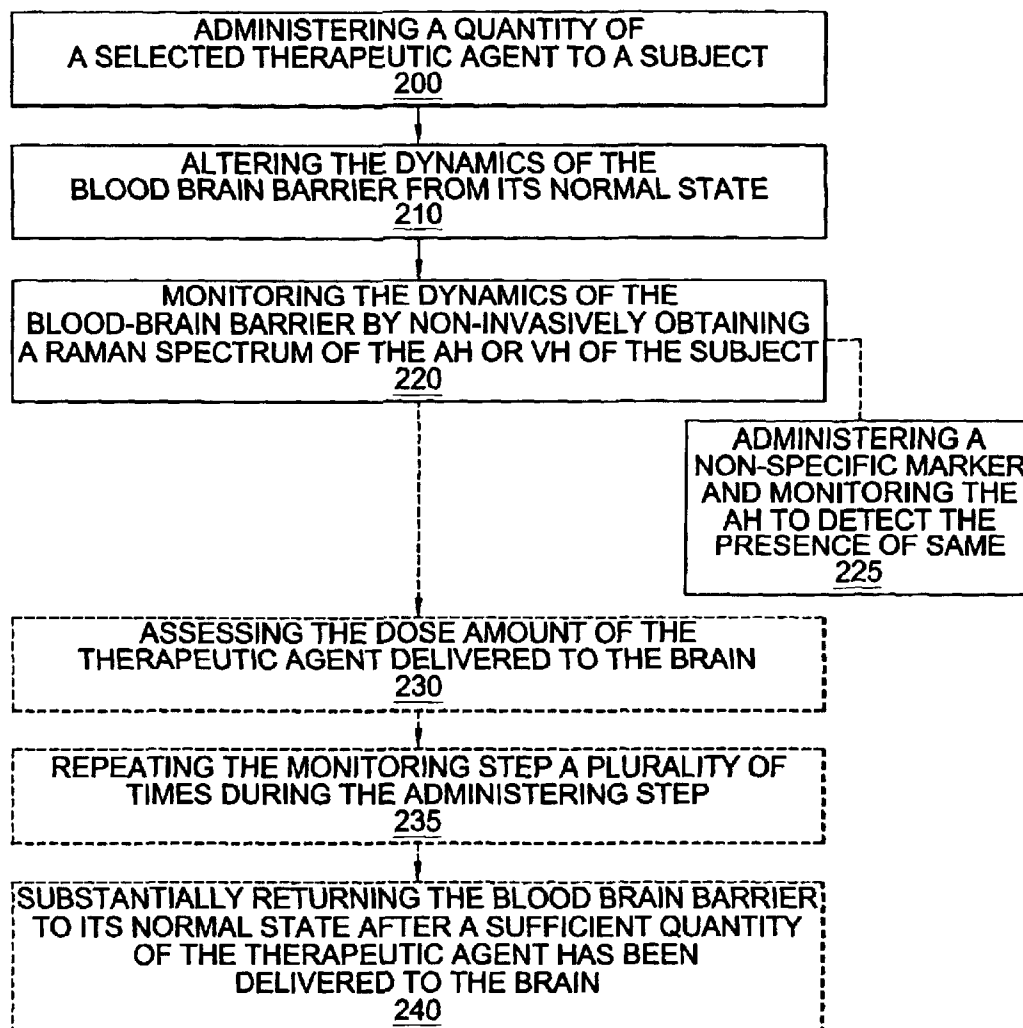 ADMINISTERING A QUANTITY OF
A SELECTED THERAPEUTIC AGENT TO A SUBJECT
200
ALTERING THE DYNAMICS OF THE
BLOOD BRAIN BARRIER FROM ITS NORMAL STATE
210
MONITORING THE DYNAMICS OF THE
BLOOD-BRAIN BARRIER BY NON-INVASIVELY OBTAINING
A RAMAN SPECTRUM OF THE AH OR VH OF THE SUBJECT
220
ADMINISTERING A
NON-SPECIFIC MARKER
AND MONITORING THE
AH TO DETECT THE
PRESENCE OF SAME
225
ASSESSING THE DOSE AMOUNT OF THE
THERAPEUTIC AGENT DELIVERED TO THE BRAIN
230
REPEATING THE MONITORING STEP A PLURALITY OF
TIMES DURING THE ADMINISTERING STEP
235
SUBSTANTIALLY RETURNING THE BLOOD BRAIN BARRIER
TO ITS NORMAL STATE AFTER A SUFFICIENT QUANTITY
OF THE THERAPEUTIC AGENT HAS BEEN
DELIVERED TO THE BRAIN
240